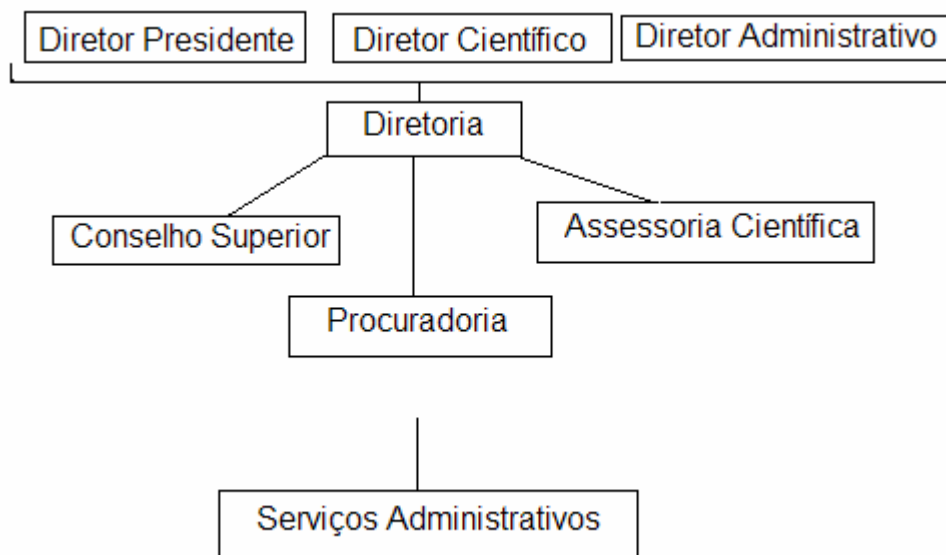 Diretor Presidente
Diretor Científico
Diretor Administrativo
Diretoria
Conselho Superior
Assessoria Científica
Procuradoria
Serviços Administrativos